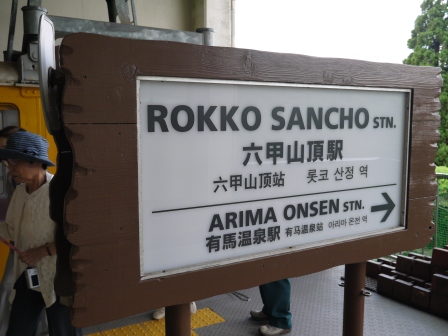 ROKKO SANCHO STN.
六甲山頂駅
六甲山顶站 롯코 산정 역
ARIMA ONSEN STN.
有馬温泉駅 有马温泉站 아리마 온전 역